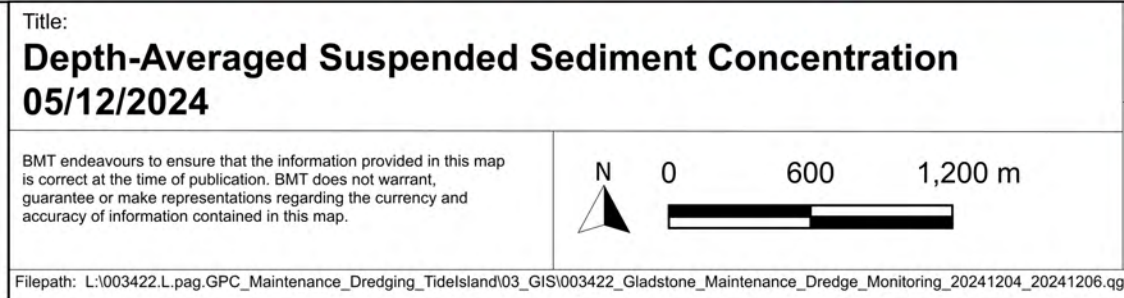 Title:
Depth-Averaged Suspended Sediment Concentration
05/12/2024
BMT endeavours to ensure that the information provided in this map
is correct at the time of publication. BMT does not warrant,
guarantee or make representations regarding the currency and
accuracy of information contained in this map.
N
0 600 1,200 m
Filepath: L:\003422.L.pag.GPC_Maintenance_Dredging_TideIsland\03_GIS\003422_Gladstone_Maintenance_Dredge_Monitoring_20241204_20241206.qg